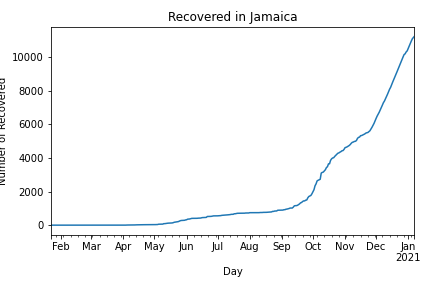 Recovered in Jamaica
Number of Recovered
10000
8000
6000
4000
2000
0
Feb Mar Apr May Jun Jul Aug Sep Oct Nov Dec Jan
2021
Day